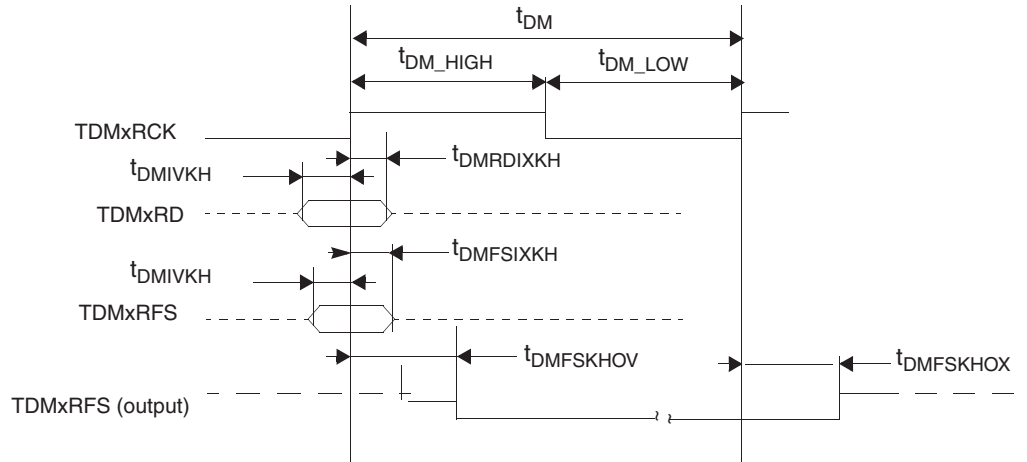 tDM
tDM_HIGH
tDM_LOW
TDMxRCK
tDMRDIXKH
tDMIVKH
TDMxRD
tDMFSIXKH
tDMIVKH
TDMxRFS
tDMFSKHOV
tDMFSKHOX
TDMxRFS (output)